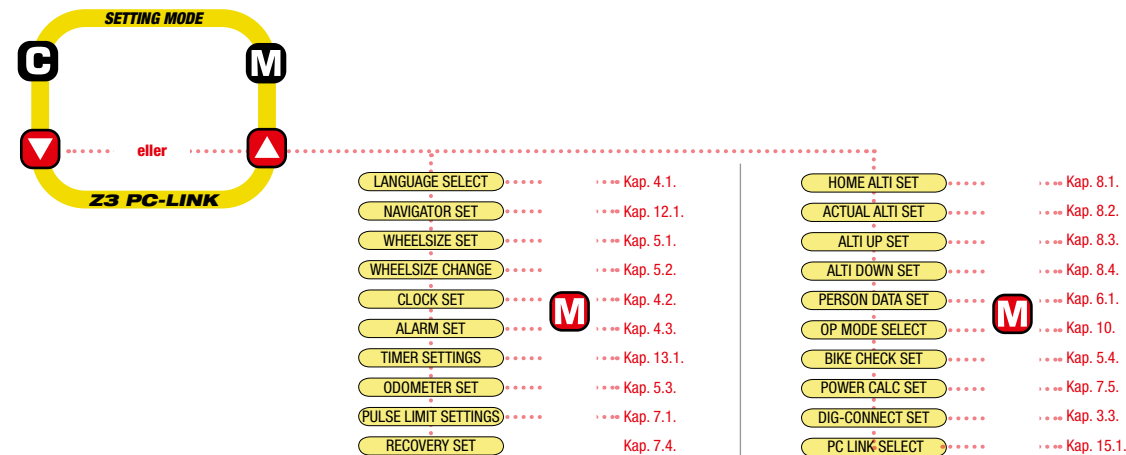 SETTING MODE
C
M
eller
Z3 PC-LINK
LANGUAGE SELECT Kap. 4.1.
NAVIGATOR SET Kap. 12.1.
WHEELSIZE SET Kap. 5.1.
WHEELSIZE CHANGE Kap. 5.2.
CLOCK SET Kap. 4.2.
M
ALARM SET Kap. 4.3.
TIMER SETTINGS Kap. 13.1.
ODOMETER SET Kap. 5.3.
PULSE LIMIT SETTINGS Kap. 7.1.
RECOVERY SET Kap. 7.4.
HOME ALTI SET Kap. 8.1.
ACTUAL ALTI SET Kap. 8.2.
ALTI UP SET Kap. 8.3.
ALTI DOWN SET Kap. 8.4.
PERSON DATA SET Kap. 6.1.
M
OP MODE SELECT Kap. 10.
BIKE CHECK SET Kap. 5.4.
POWER CALC SET Kap. 7.5.
DIG-CONNECT SET Kap. 3.3.
PC LINK SELECT Kap. 15.1.